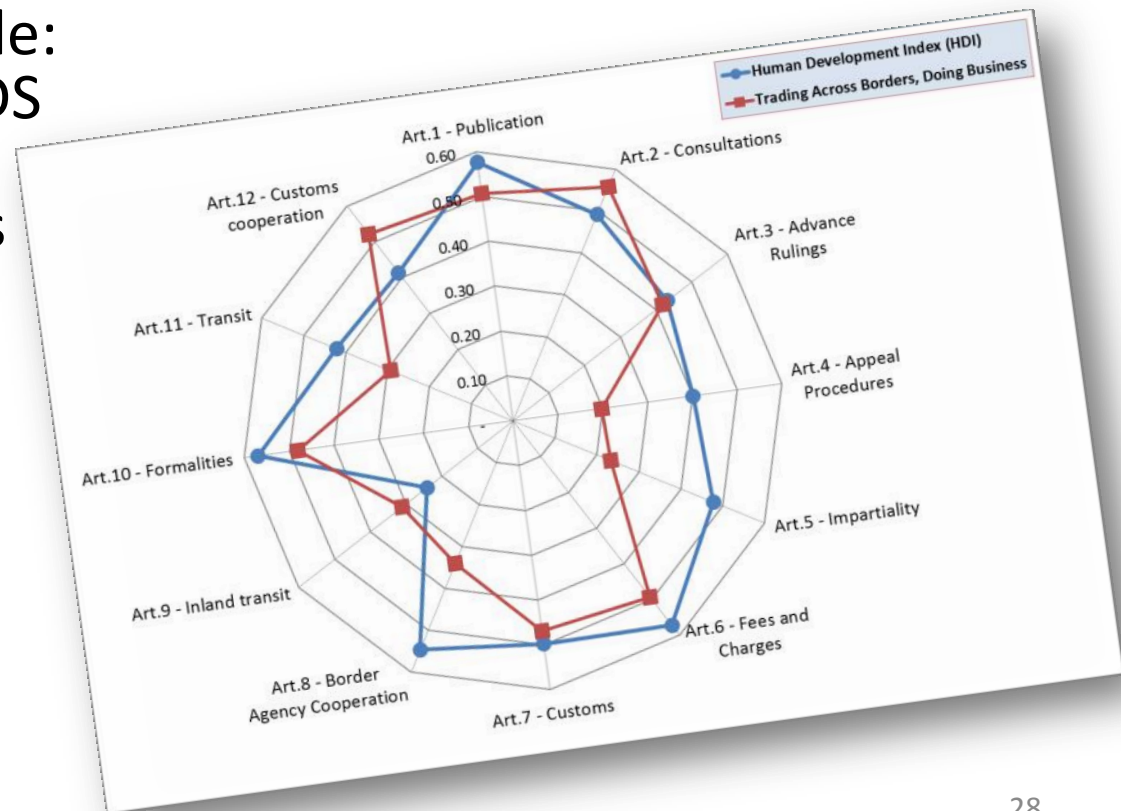 le:
OS
s
Human Development Index (HDI)
Trading Across Borders, Doing Business
Art.1 - Publication
Art.2 - Consultations
Art.3 - Advance
Rulings
Art.4 - Appeal
Procedures
Art.5 - Impartiality
Art.6 - Fees and
Charges
Art.7 - Customs
Art.8 - Border
Agency Cooperation
Art.9 - Inland transit
Art.10 - Formalities
Art.11 - Transit
Art.12 - Customs
cooperation
0.60
0.50
0.40
0.30
0.20
0.10
-
28